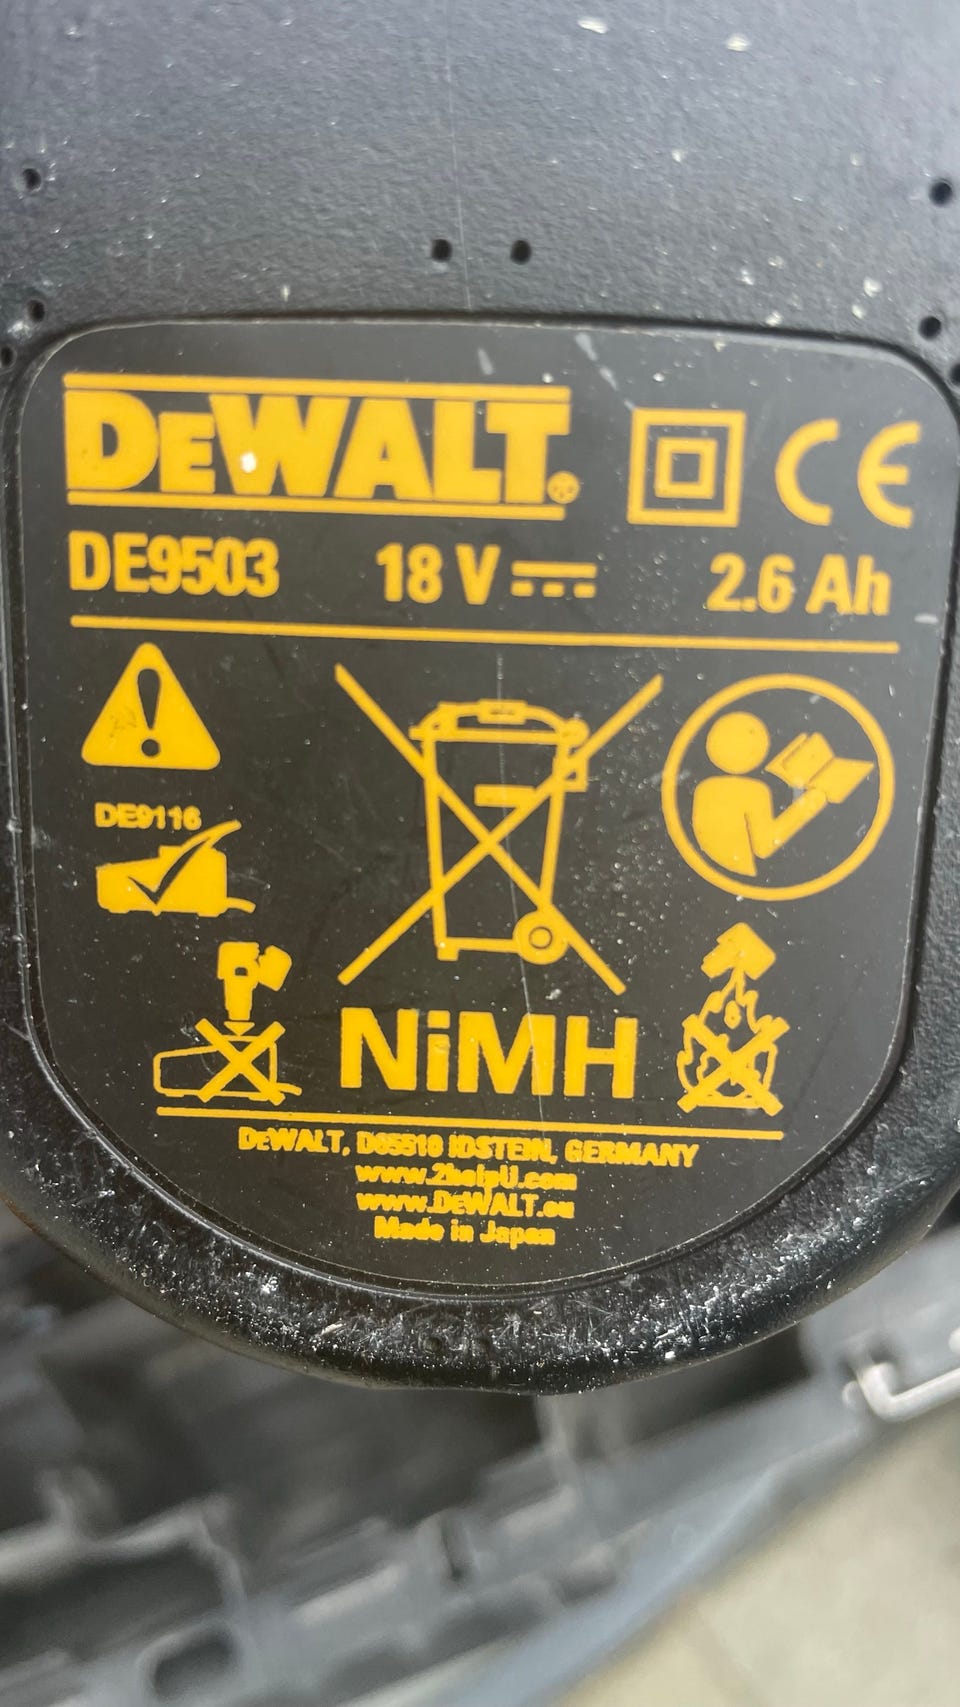 DEWALT®
CE
DE9503 18 V 2.6 Ah
DE9116
NiMH
DEWALT, D65510 IDSTEIN, GERMANY
www.2helpU.com
www.DEWALT.eu
Made in Japan